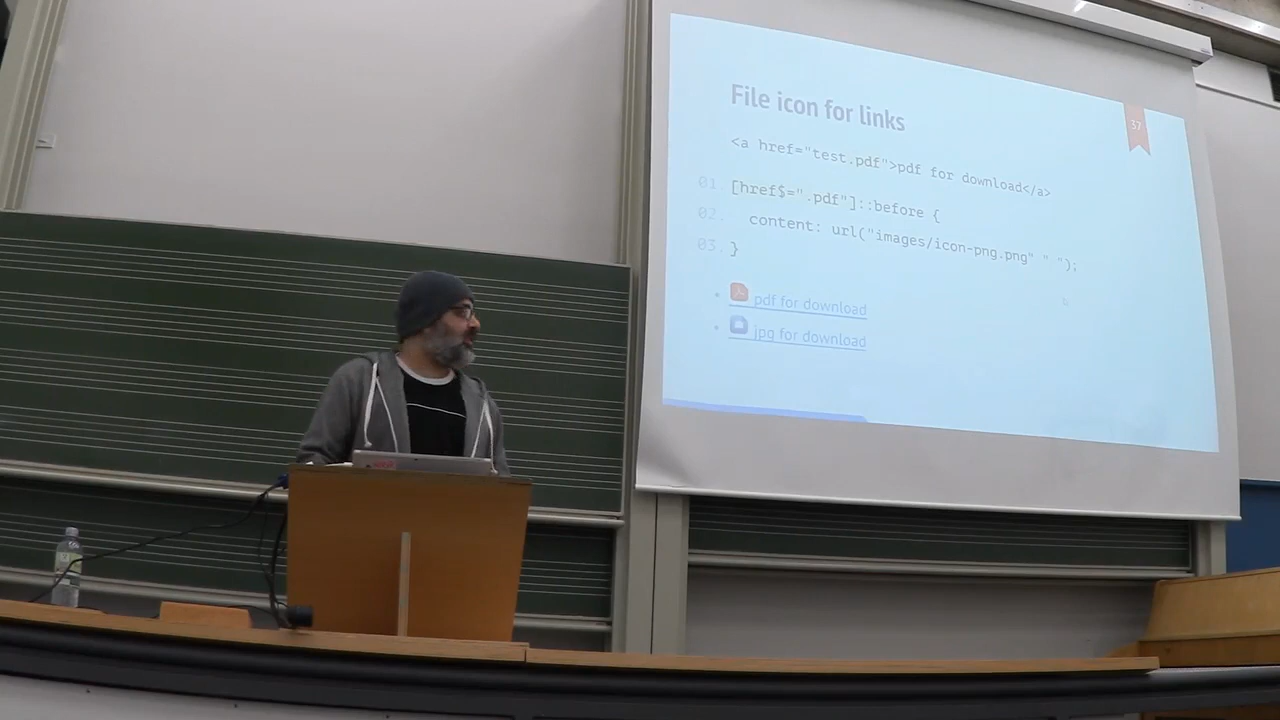 File icon for links
37
<a href="test.pdf">pdf for download</a>
01. [href$=".pdf"]::before {
02. content: url("images/icon-png.png" " ");
03. }
pdf for download
jpg for download